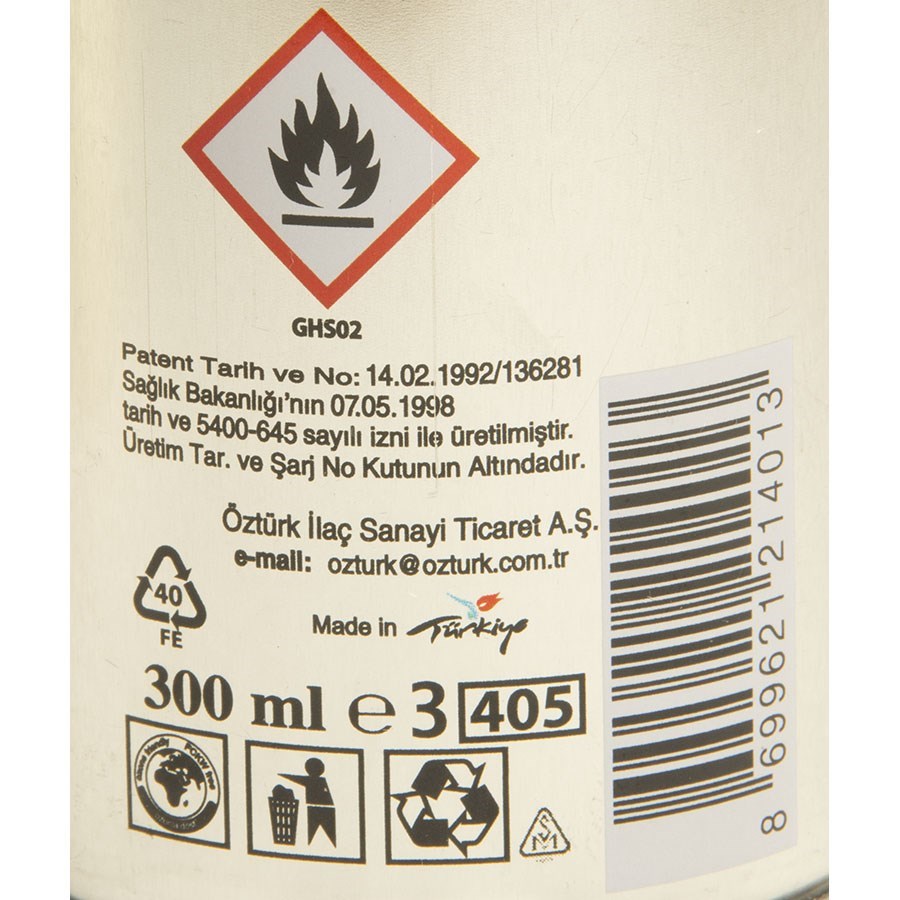 GHS02
Patent Tarih ve No: 14.02.1992/136281
Sağlık Bakanlığı'nın 07.05.1998
tarih ve 5400-645 sayılı izni ile üretilmiştir.
Üretim Tar. ve Şarj No Kutunun Altındadır.
Öztürk İlaç Sanayi Ticaret A.Ş.
e-mail: ozturk@ozturk.com.tr
40
FE
Made in Türkiye
300 ml e 3 405
8 699621 214013